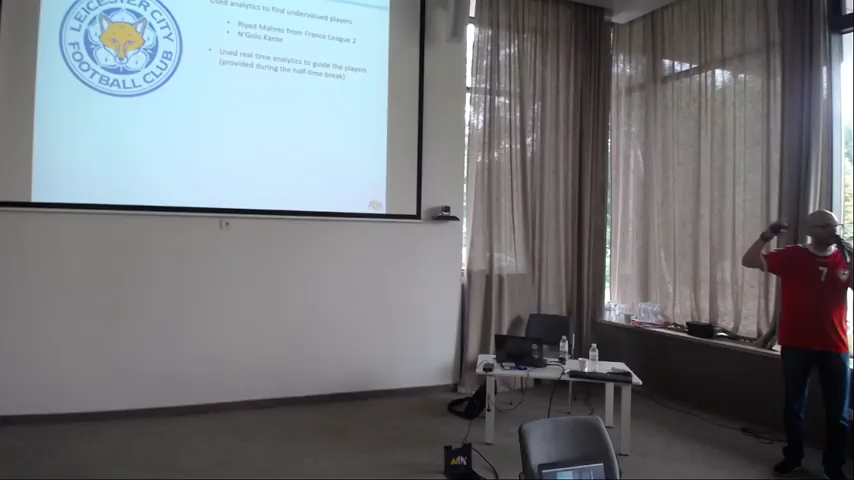 Used analytics to find undervalued players
LEICESTER CITY
Riyad Mahrez from France League 2
N'Golo Kante
Used real time analytics to guide the players
(provided during the half-time break)
FOOTBALL CLUB
7